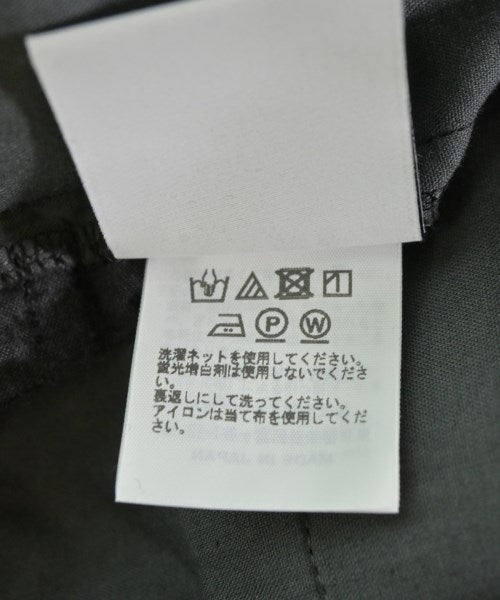 P W
洗濯ネットを使用してください。
蛍光増白剤は使用しないでくださ
い。
裏返しにして洗ってください。
アイロンは当て布を使用してくだ
さい。
MADE IN JAPAN